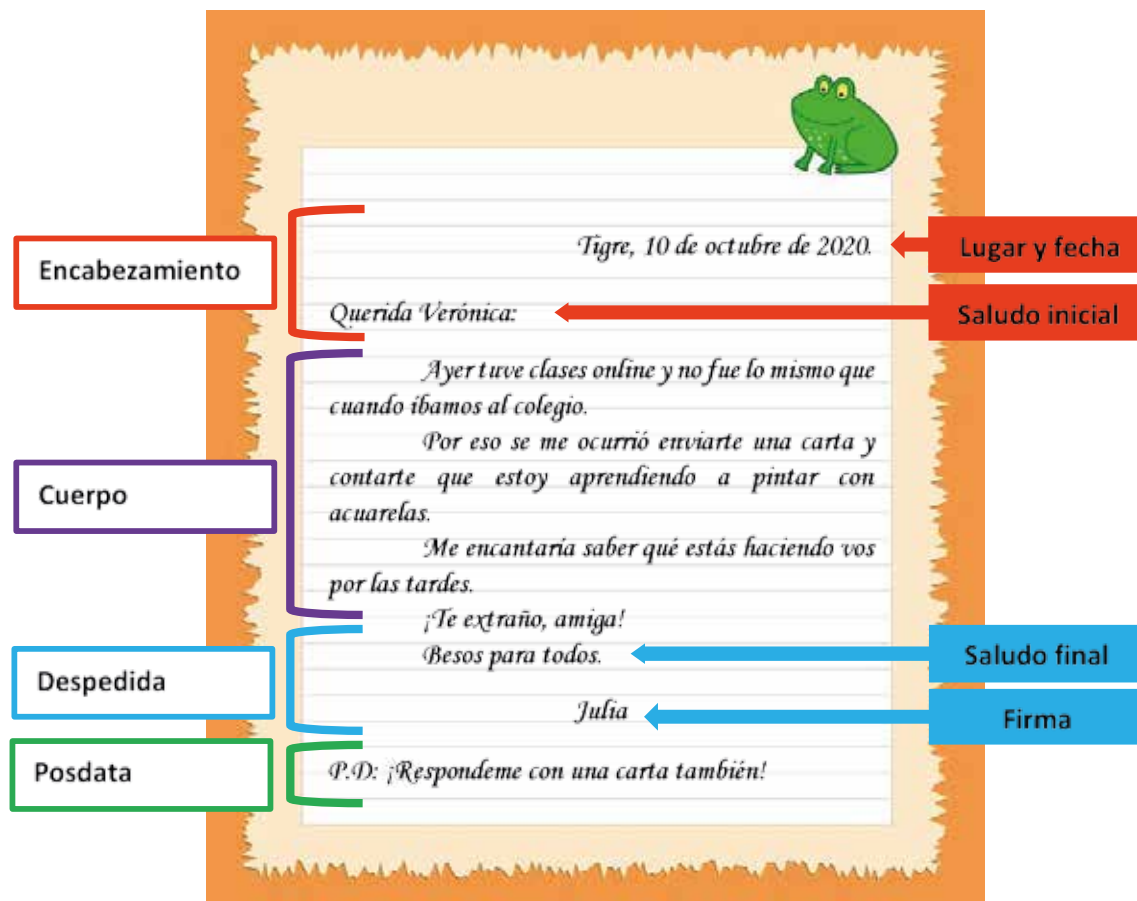 Encabezamiento
Tigre, 10 de octubre de 2020.
Lugar y fecha
Querida Verónica:
Saludo inicial
Cuerpo
Ayer tuve clases online y no fue lo mismo que
cuando íbamos al colegio.
Por eso se me ocurrió enviarte una carta y
contarte que estoy aprendiendo a pintar con
acuarelas.
Me encantaría saber qué estás haciendo vos
por las tardes.
Despedida
¡Te extraño, amiga!
Besos para todos.
Saludo final
Julia
Firma
Posdata
P.D: ¡Respondeme con una carta también!